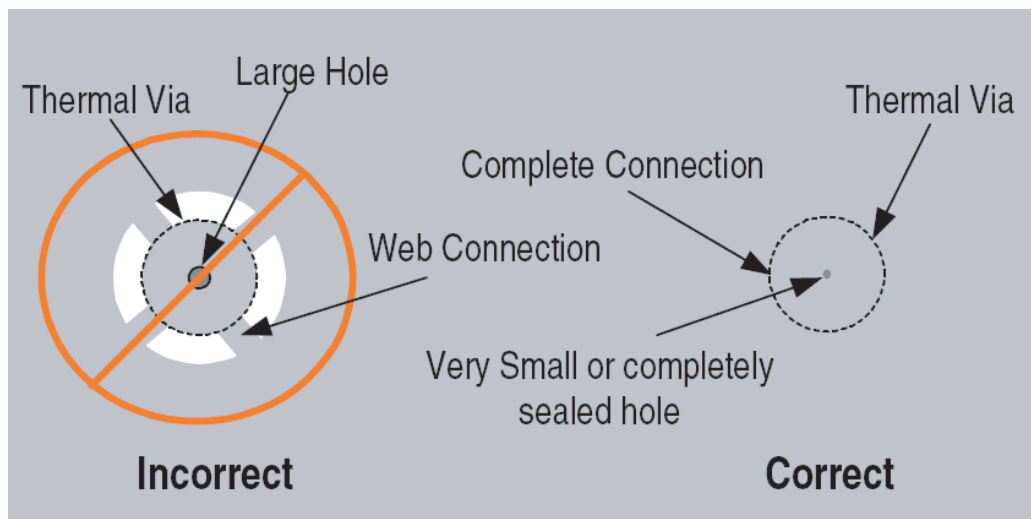 Large Hole
Thermal Via
Web Connection
Incorrect
Thermal Via
Complete Connection
Very Small or completely
sealed hole
Correct